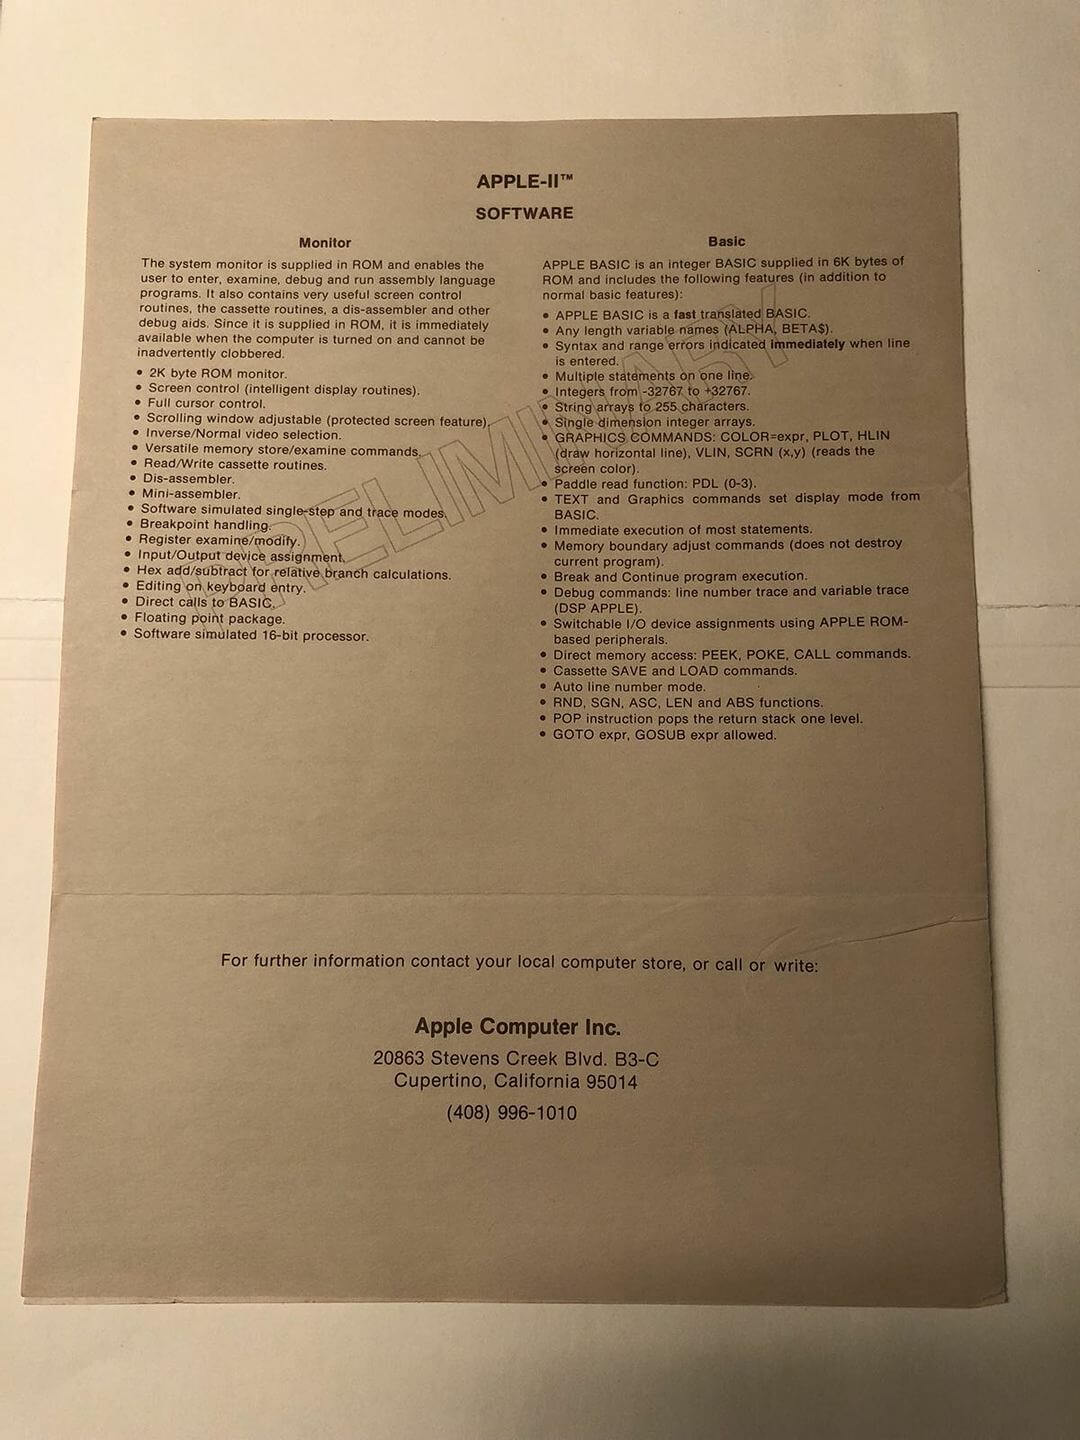 APPLE-II™
SOFTWARE
Monitor
The system monitor is supplied in ROM and enables the
user to enter, examine, debug and run assembly language
programs. It also contains very useful screen control
routines, the cassette routines, a dis-assembler and other
debug aids. Since it is supplied in ROM, it is immediately
available when the computer is turned on and cannot be
inadvertently clobbered.
• 2K byte ROM monitor.
• Screen control (intelligent display routines).
• Full cursor control.
• Scrolling window adjustable (protected screen feature).
• Inverse/Normal video selection.
• Versatile memory store/examine commands.
• Read/Write cassette routines.
• Dis-assembler.
• Mini-assembler.
• Software simulated single-step and trace modes.
• Breakpoint handling.
• Register examine/modify.
• Input/Output device assignment.
• Hex add/subtract for relative branch calculations.
• Editing on keyboard entry.
• Direct calls to BASIC.
• Floating point package.
• Software simulated 16-bit processor.
Basic
APPLE BASIC is an integer BASIC supplied in 6K bytes of
ROM and includes the following features (in addition to
normal basic features):
• APPLE BASIC is a fast translated BASIC.
• Any length variable names (ALPHA, BETA$).
• Syntax and range errors indicated immediately when line
is entered.
• Multiple statements on one line.
• Integers from -32767 to +32767.
• String arrays to 255 characters.
• Single dimension integer arrays.
• GRAPHICS COMMANDS: COLOR=expr, PLOT, HLIN
(draw horizontal line), VLIN, SCRN (x,y) (reads the
screen color).
• Paddle read function: PDL (0-3).
• TEXT and Graphics commands set display mode from
BASIC.
• Immediate execution of most statements.
• Memory boundary adjust commands (does not destroy
current program).
• Break and Continue program execution.
• Debug commands: line number trace and variable trace
(DSP APPLE).
• Switchable I/O device assignments using APPLE ROM-
based peripherals.
• Direct memory access: PEEK, POKE, CALL commands.
• Cassette SAVE and LOAD commands.
• Auto line number mode.
• RND, SGN, ASC, LEN and ABS functions.
• POP instruction pops the return stack one level.
• GOTO expr, GOSUB expr allowed.
PRELIMINARY
For further information contact your local computer store, or call or write:
Apple Computer Inc.
20863 Stevens Creek Blvd. B3-C
Cupertino, California 95014
(408) 996-1010